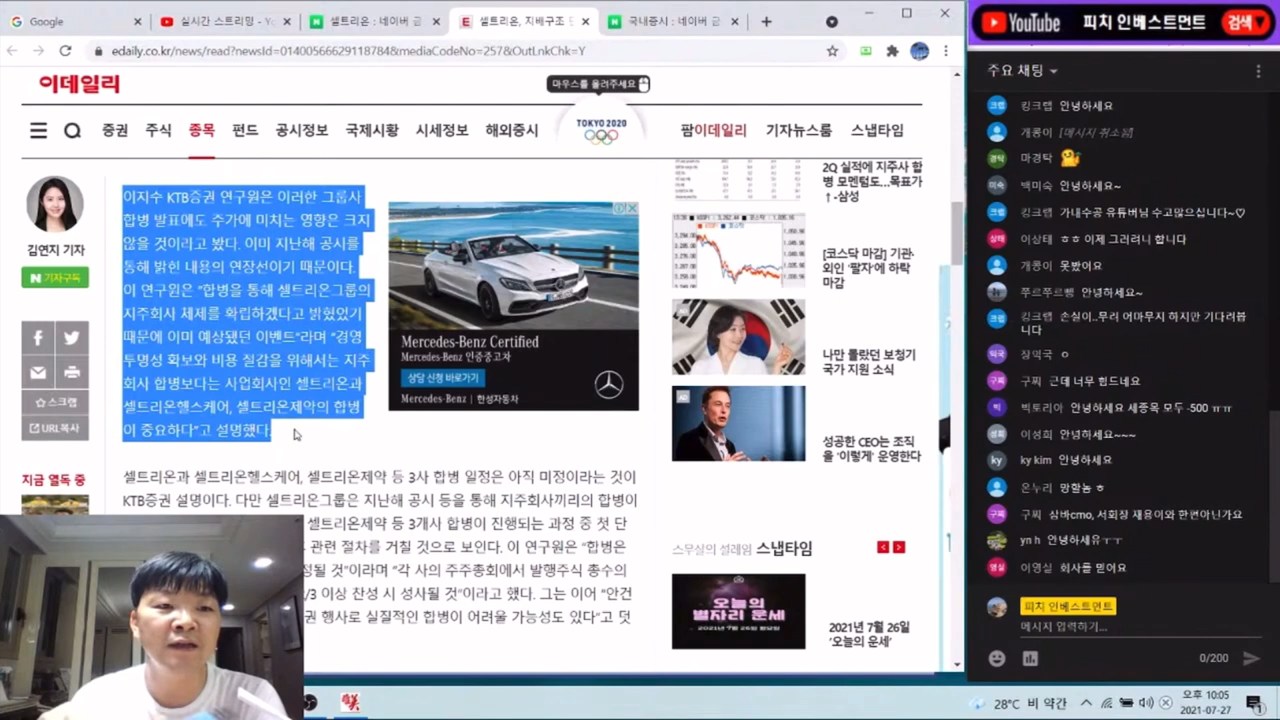 Google
실시간 스트리밍 - Yo
셀트리온 : 네이버 금
셀트리온, 지배구조 단
국내증시 : 네이버 금
edaily.co.kr/news/read?newsId=01400566629118784&mediaCodeNo=257&OutLnkChk=Y
YouTube 피치 인베스트먼트 검색
이데일리
마우스를 올려주세요
TOKYO 2020
증권 주식 종목 펀드 공시정보 국제시황 시세정보 해외증시
팜이데일리 기자뉴스룸 스냅타임
김연지 기자
N 기자구독
스크랩
URL복사
지금 열독 중
KTB증권 연구원은 이러한 그룹사
합병 발표에도 주가에 미치는 영향은 크지
않을 것이라고 봤다. 이미 지난해 공시를
통해 밝힌 내용의 연장선이기 때문이다.
이 연구원은 “합병을 통해 셀트리온그룹의
지주회사 체제를 확립하겠다고 밝혔었기
때문에 이미 예상됐던 이벤트”라며 “경영
투명성 확보와 비용 절감을 위해서는 지주
회사 합병보다는 사업회사인 셀트리온과
셀트리온헬스케어, 셀트리온제약의 합병
이 중요하다”고 설명했다.
Mercedes-Benz Certified
Mercedes-Benz 인증중고차
상담 신청 바로가기
Mercedes-Benz | 한성자동차
셀트리온과 셀트리온헬스케어, 셀트리온제약 등 3사 합병 일정은 아직 미정이라는 것이
KTB증권 설명이다. 다만 셀트리온그룹은 지난해 공시 등을 통해 지주회사끼리의 합병이
셀트리온제약 등 3개사 합병이 진행되는 과정 중 첫 단
관련 절차를 거칠 것으로 보인다. 이 연구원은 “합병은
성될 것”이라며 “각 사의 주주총회에서 발행주식 총수의
/3 이상 찬성 시 성사될 것”이라고 했다. 그는 이어 “안건
권 행사로 실질적인 합병이 어려울 가능성도 있다”고 덧
2Q 실적에 지주사 합
병 모멘텀도…목표가
↑-삼성
[코스닥 마감] 기관·
외인 ‘팔자’에 하락
마감
나만 몰랐던 보청기
국가 지원 소식
AD
성공한 CEO는 조직
을 '이렇게' 운영한다
스무살의 설레임 스냅타임
오늘의
별자리 운세
2021년 7월 26일
‘오늘의 운세’
주요 채팅
크랩 킹크랩 안녕하세요
개콩이 [메시지 취소됨]
경탁 마경탁
미숙 백미숙 안녕하세요~
크랩 킹크랩 가내수공 유튜버님 수고많으십니다~♡
상태 이상태 ㅎㅎ 이제 그러려니 합니다
개콩이 못봤어요
쭈르쭈르뼁 안녕하세요~
크랩 킹크랩 손실이..무려 어마무지 하지만 기다려봅
니다
익국 장익국 ㅇ
구찌 구찌 근데 너무 힘드네요
빅 빅토리아 안녕하세요 세종목 모두 -500 ㅠㅠ
성희 이성희 안녕하세요~~~
ky ky kim 안녕하세요
온누리 망할놈 ㅎ
구찌 구찌 삼바cmo, 서회장 재용이와 한편아닌가요
yn h 안녕하세유ㅜㅜ
영실 이영실 회사를 믿어요
피치 인베스트먼트
메시지 입력하기...
0/200
28°C 비 약간
오후 10:05
2021-07-27